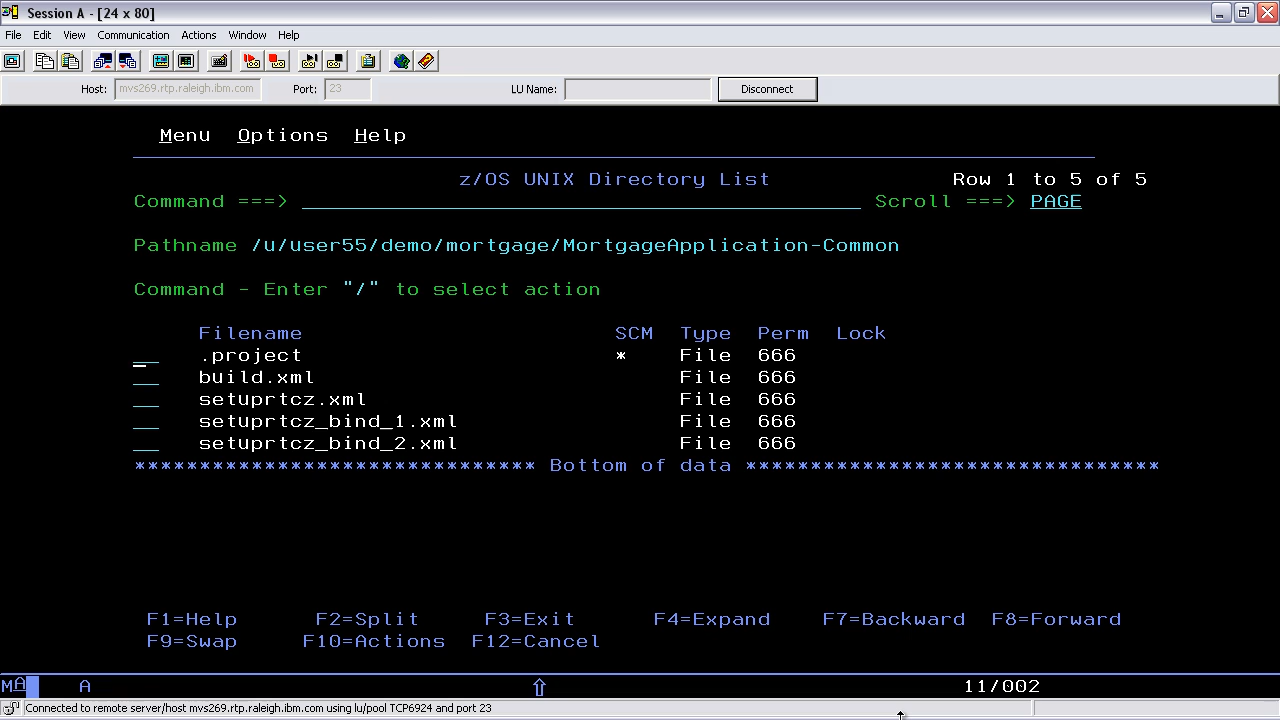 Session A - [24 x 80]
File Edit View Communication Actions Window Help
Host: mvs269.rtp.raleigh.ibm.com Port: 23 LU Name: Disconnect
Menu Options Help
z/OS UNIX Directory List Row 1 to 5 of 5
Command ===> Scroll ===> PAGE
Pathname /u/user55/demo/mortgage/MortgageApplication-Common
Command - Enter "/" to select action
Filename SCM Type Perm Lock
.project * File 666
build.xml File 666
setuprtcz.xml File 666
setuprtcz_bind_1.xml File 666
setuprtcz_bind_2.xml File 666
******************************* Bottom of data ********************************
F1=Help F2=Split F3=Exit F4=Expand F7=Backward F8=Forward
F9=Swap F10=Actions F12=Cancel
MA A 11/002
Connected to remote server/host mvs269.rtp.raleigh.ibm.com using lu/pool TCP6924 and port 23